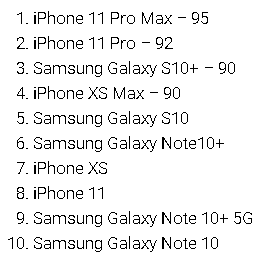 1. iPhone 11 Pro Max – 95
2. iPhone 11 Pro – 92
3. Samsung Galaxy S10+ – 90
4. iPhone XS Max – 90
5. Samsung Galaxy S10
6. Samsung Galaxy Note10+
7. iPhone XS
8. iPhone 11
9. Samsung Galaxy Note 10+ 5G
10. Samsung Galaxy Note 10